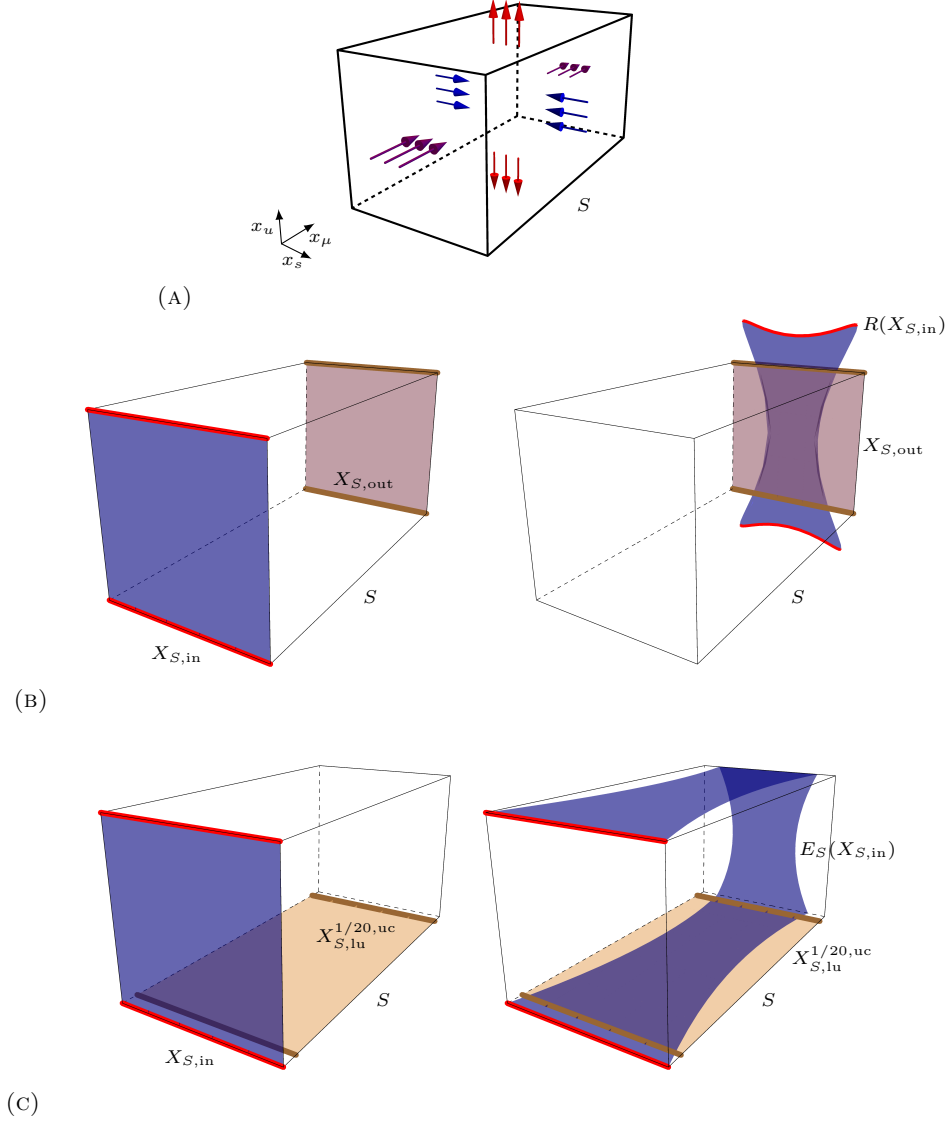 S
x_u
x_μ
x_s
(A)
R(X_{S,in})
X_{S,out}
X_{S,out}
S
S
X_{S,in}
(B)
E_S(X_{S,in})
X_{S,lu}^{1/20,uc}
X_{S,lu}^{1/20,uc}
S
S
X_{S,in}
(C)